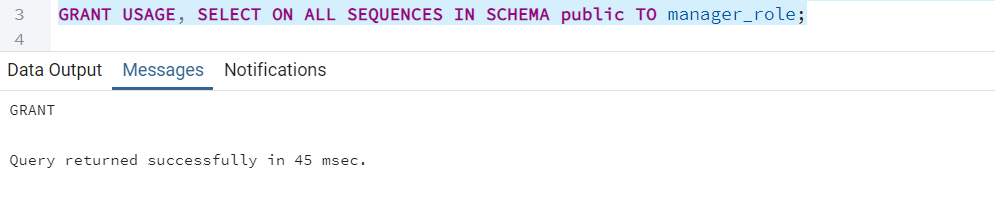 3 GRANT USAGE, SELECT ON ALL SEQUENCES IN SCHEMA public TO manager_role;
4
Data Output Messages Notifications
GRANT
Query returned successfully in 45 msec.